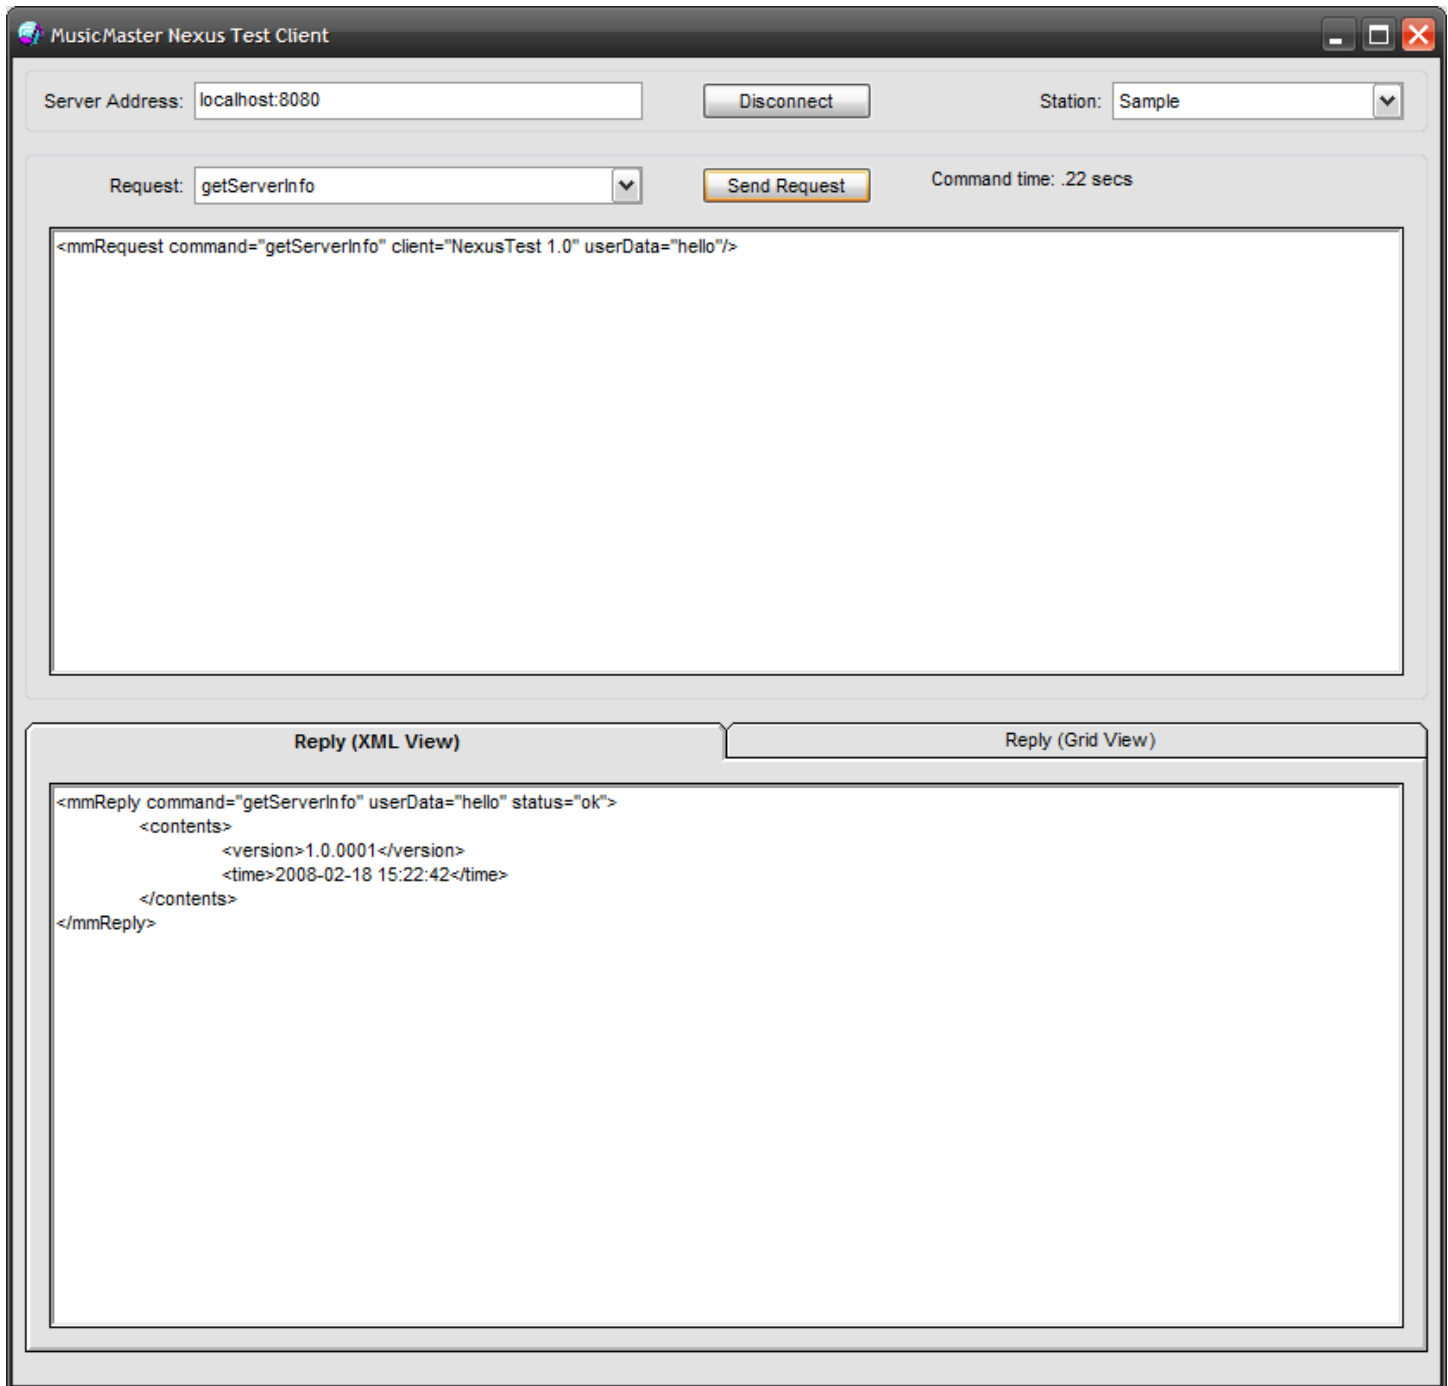 MusicMaster Nexus Test Client
Server Address: localhost:8080 Disconnect Station: Sample
Request: getServerInfo Send Request Command time: .22 secs
<mmRequest command="getServerInfo" client="NexusTest 1.0" userData="hello"/>
Reply (XML View) Reply (Grid View)
<mmReply command="getServerInfo" userData="hello" status="ok">
<contents>
<version>1.0.0001</version>
<time>2008-02-18 15:22:42</time>
</contents>
</mmReply>